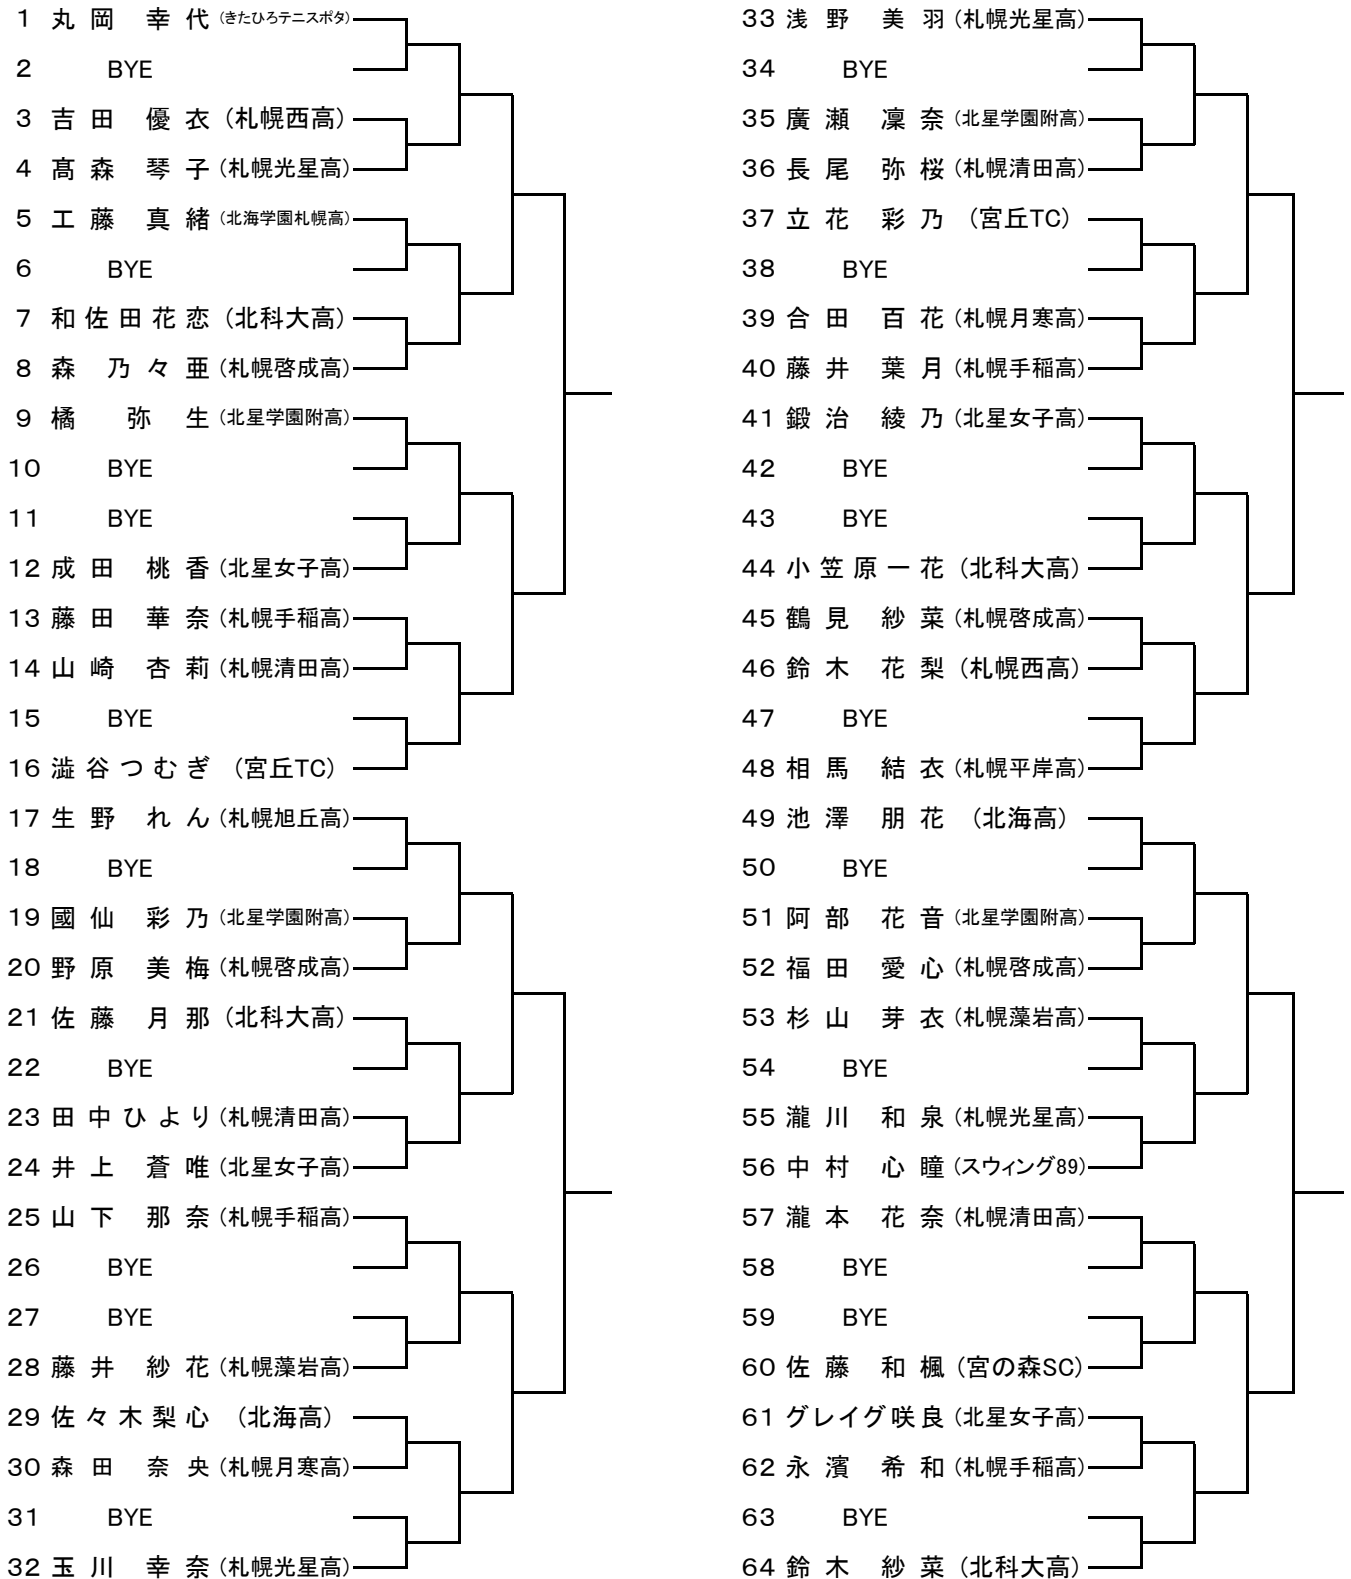 1 丸岡 幸代 (きたひろテニスポタ)
2 BYE
3 吉田 優衣 (札幌西高)
4 髙森 琴子 (札幌光星高)
5 工藤 真緒 (北海学園札幌高)
6 BYE
7 和佐田花恋 (北科大高)
8 森 乃々亜 (札幌啓成高)
9 橘 弥生 (北星学園附高)
10 BYE
11 BYE
12 成田 桃香 (北星女子高)
13 藤田 華奈 (札幌手稲高)
14 山崎 杏莉 (札幌清田高)
15 BYE
16 澁谷つむぎ (宮丘TC)
17 生野 れん (札幌旭丘高)
18 BYE
19 國仙 彩乃 (北星学園附高)
20 野原 美梅 (札幌啓成高)
21 佐藤 月那 (北科大高)
22 BYE
23 田中ひより (札幌清田高)
24 井上 蒼唯 (北星女子高)
25 山下 那奈 (札幌手稲高)
26 BYE
27 BYE
28 藤井 紗花 (札幌藻岩高)
29 佐々木梨心 (北海高)
30 森田 奈央 (札幌月寒高)
31 BYE
32 玉川 幸奈 (札幌光星高)
33 浅野 美羽 (札幌光星高)
34 BYE
35 廣瀬 凜奈 (北星学園附高)
36 長尾 弥桜 (札幌清田高)
37 立花 彩乃 (宮丘TC)
38 BYE
39 合田 百花 (札幌月寒高)
40 藤井 葉月 (札幌手稲高)
41 鍛治 綾乃 (北星女子高)
42 BYE
43 BYE
44 小笠原一花 (北科大高)
45 鶴見 紗菜 (札幌啓成高)
46 鈴木 花梨 (札幌西高)
47 BYE
48 相馬 結衣 (札幌平岸高)
49 池澤 朋花 (北海高)
50 BYE
51 阿部 花音 (北星学園附高)
52 福田 愛心 (札幌啓成高)
53 杉山 芽衣 (札幌藻岩高)
54 BYE
55 瀧川 和泉 (札幌光星高)
56 中村 心瞳 (スウィング89)
57 瀧本 花奈 (札幌清田高)
58 BYE
59 BYE
60 佐藤 和楓 (宮の森SC)
61 グレイグ咲良 (北星女子高)
62 永濱 希和 (札幌手稲高)
63 BYE
64 鈴木 紗菜 (北科大高)